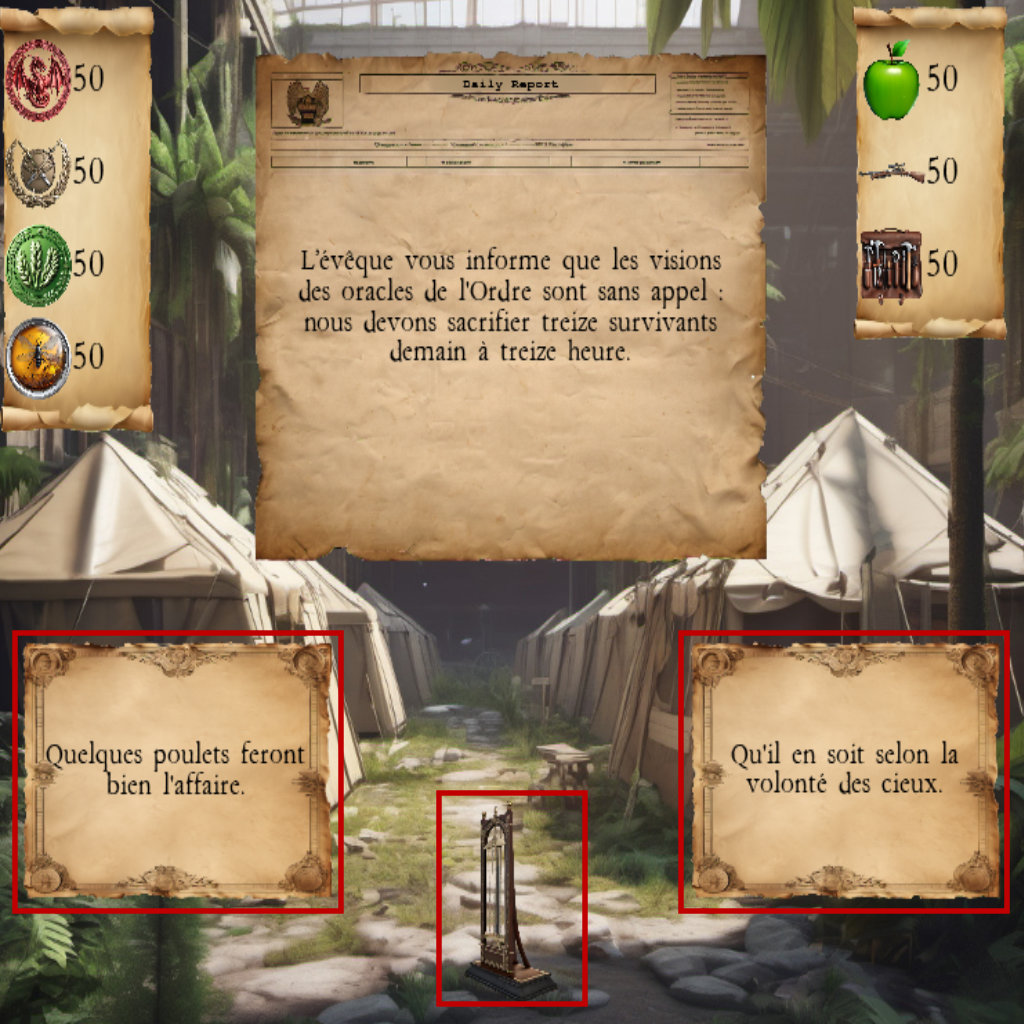 50
50
50
50
Daily Report
L'évêque vous informe que les visions
des oracles de l'Ordre sont sans appel :
nous devons sacrifier treize survivants
demain à treize heure.
50
50
50
Quelques poulets feront
bien l'affaire.
Qu'il en soit selon la
volonté des cieux.